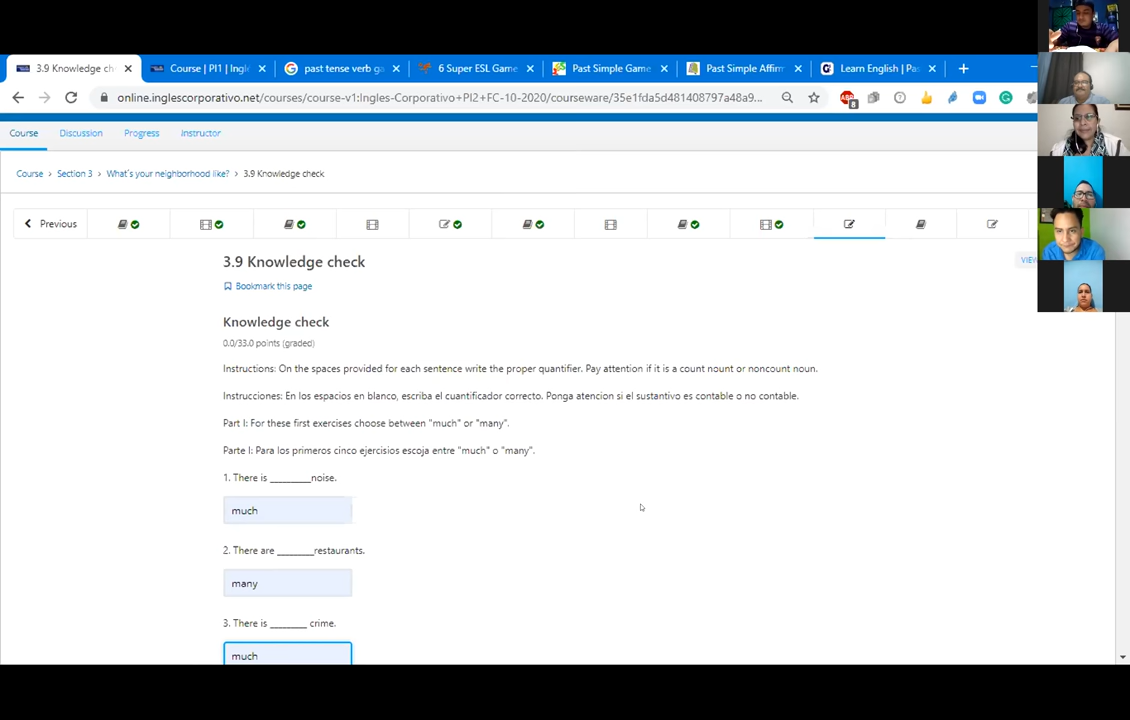 3.9 Knowledge ch
Course | PI1 | Ingl
past tense verb ga
6 Super ESL Game
Past Simple Game
Past Simple Affirm
Learn English | Pas
online.inglescorporativo.net/courses/course-v1:Ingles-Corporativo+PI2+FC-10-2020/courseware/35e1fda5d481408797a48a9...
8
Course
Discussion
Progress
Instructor
Course > Section 3 > What's your neighborhood like? > 3.9 Knowledge check
Previous
3.9 Knowledge check
VIEW
Bookmark this page
Knowledge check
0.0/33.0 points (graded)
Instructions: On the spaces provided for each sentence write the proper quantifier. Pay attention if it is a count nount or noncount noun.
Instrucciones: En los espacios en blanco, escriba el cuantificador correcto. Ponga atencion si el sustantivo es contable o no contable.
Part I: For these first exercises choose between "much" or "many".
Parte I: Para los primeros cinco ejercisios escoja entre "much" o "many".
1. There is _________noise.
much
2. There are ________restaurants.
many
3. There is ________ crime.
much